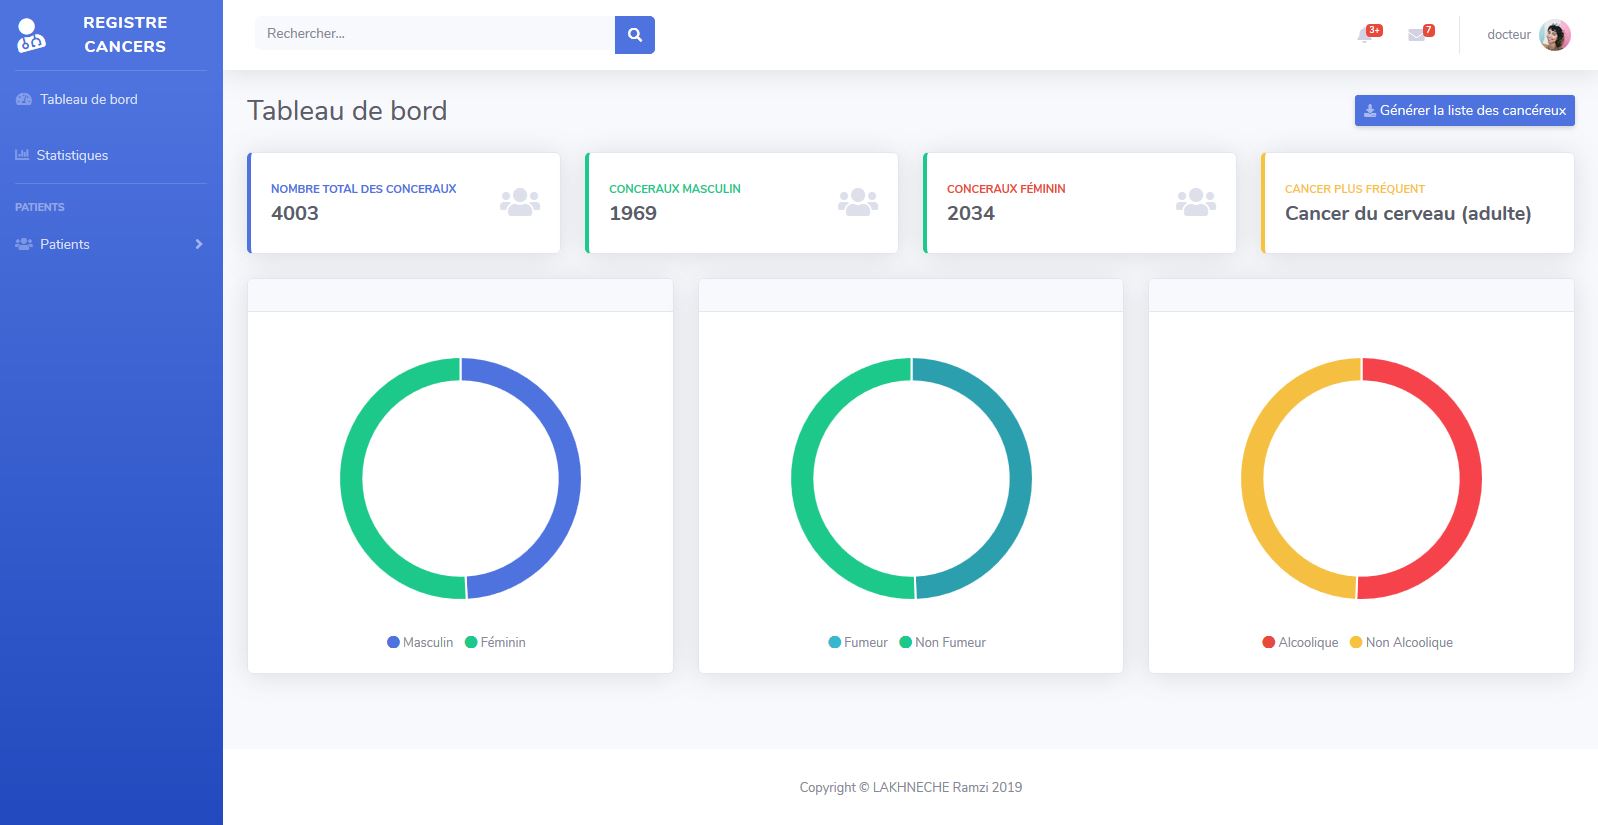 REGISTRE
CANCERS
Rechercher...
3+
7
docteur
Tableau de bord
Statistiques
PATIENTS
Patients
Tableau de bord
Générer la liste des cancéreux
NOMBRE TOTAL DES CONCERAUX
4003
CONCERAUX MASCULIN
1969
CONCERAUX FÉMININ
2034
CANCER PLUS FRÉQUENT
Cancer du cerveau (adulte)
Masculin Féminin
Fumeur Non Fumeur
Alcoolique Non Alcoolique
Copyright © LAKHNECHE Ramzi 2019